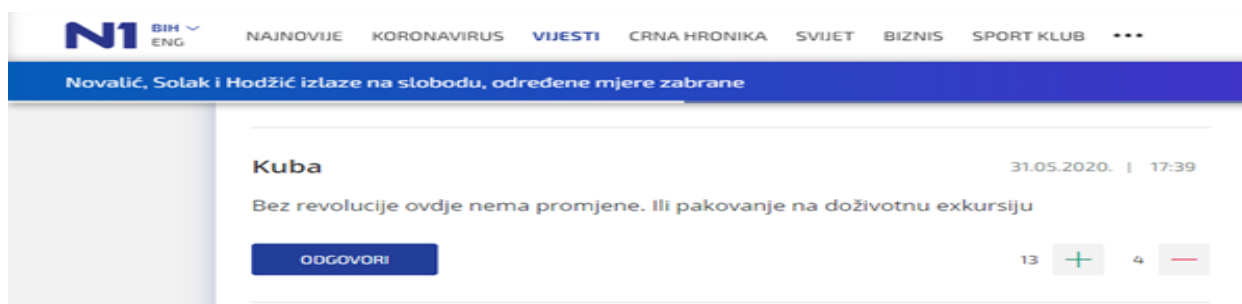 N1 BIH ENG NAJNOVIJE KORONAVIRUS VIJESTI CRNA HRONIKA SVIJET BIZNIS SPORT KLUB •••
Novalić, Solak i Hodžić izlaze na slobodu, određene mjere zabrane
Kuba 31.05.2020. | 17:39
Bez revolucije ovdje nema promjene. Ili pakovanje na doživotnu exkursiju
ODGOVORI 13 + 4 —